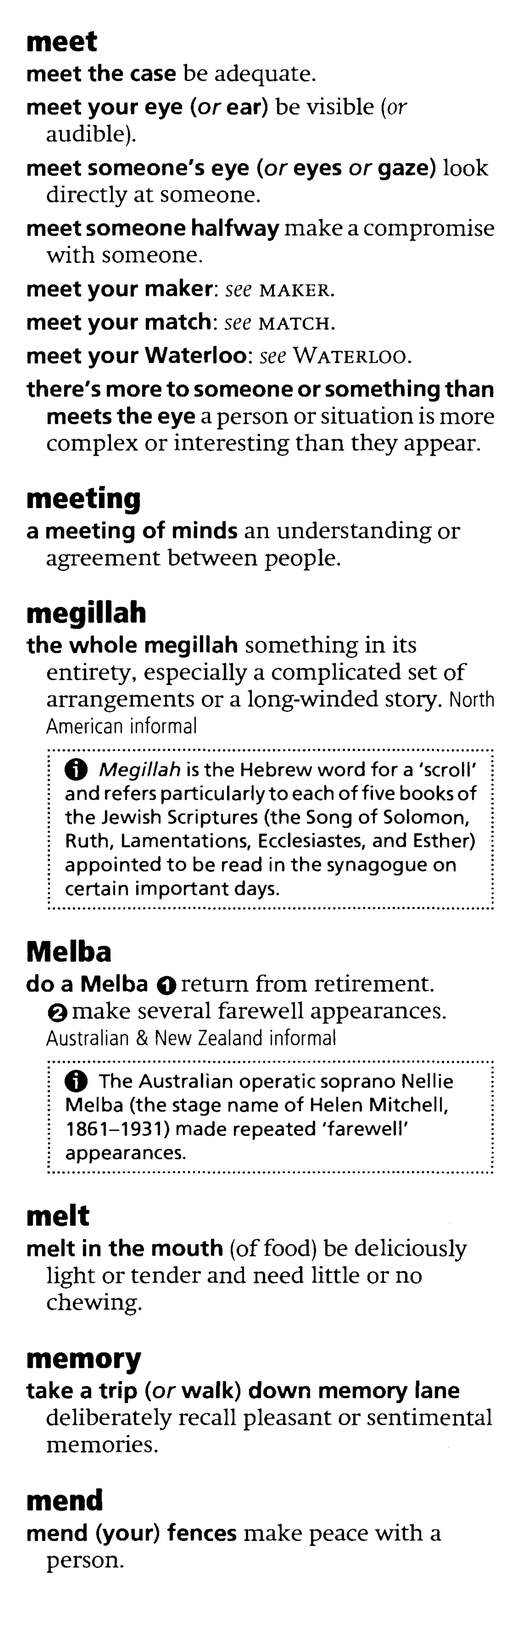 meet
meet the case be adequate.
meet your eye (or ear) be visible (or
audible).
meet someone's eye (or eyes or gaze) look
directly at someone.
meet someone halfway make a compromise
with someone.
meet your maker: see MAKER.
meet your match: see MATCH.
meet your Waterloo: see WATERLOO.
there's more to someone or something than
meets the eye a person or situation is more
complex or interesting than they appear.
meeting
a meeting of minds an understanding or
agreement between people.
megillah
the whole megillah something in its
entirety, especially a complicated set of
arrangements or a long-winded story. North
American informal
ℹ Megillah is the Hebrew word for a 'scroll'
and refers particularly to each of five books of
the Jewish Scriptures (the Song of Solomon,
Ruth, Lamentations, Ecclesiastes, and Esther)
appointed to be read in the synagogue on
certain important days.
Melba
do a Melba ❶ return from retirement.
❷ make several farewell appearances.
Australian & New Zealand informal
ℹ The Australian operatic soprano Nellie
Melba (the stage name of Helen Mitchell,
1861–1931) made repeated 'farewell'
appearances.
melt
melt in the mouth (of food) be deliciously
light or tender and need little or no
chewing.
memory
take a trip (or walk) down memory lane
deliberately recall pleasant or sentimental
memories.
mend
mend (your) fences make peace with a
person.